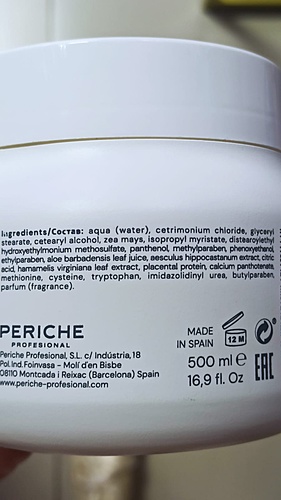 Ingredients/Состав: aqua (water), cetrimonium chloride, glyceryl
stearate, cetearyl alcohol, zea mays, isopropyl myristate, distearoylethyl
hydroxyethylmonium methosulfate, panthenol, methylparaben, phenoxyethanol,
ethylparaben, aloe barbadensis leaf juice, aesculus hippocastanum extract, citric
acid, hamamelis virginiana leaf extract, placental protein, calcium panthotenate,
methionine, cysteine, tryptophan, imidazolidinyl urea, butylparaben,
parfum (fragrance).
PERICHE
PROFESIONAL
Periche Profesional, S.L. c/ Indústria, 18
Pol. Ind. Foinvasa - Molí d'en Bisbe
08110 Montcada i Reixac (Barcelona) Spain
www.periche-profesional.com
MADE
IN SPAIN
12 M
500 ml e
16,9 fl. Oz
EAC